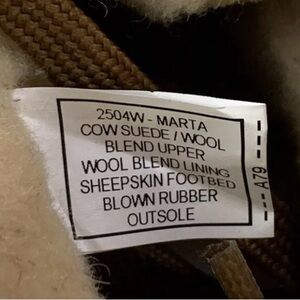 2504W - MARTA
COW SUEDE / WOOL
BLEND UPPER
WOOL BLEND LINING
SHEEPSKIN FOOTBED
BLOWN RUBBER
OUTSOLE
A79